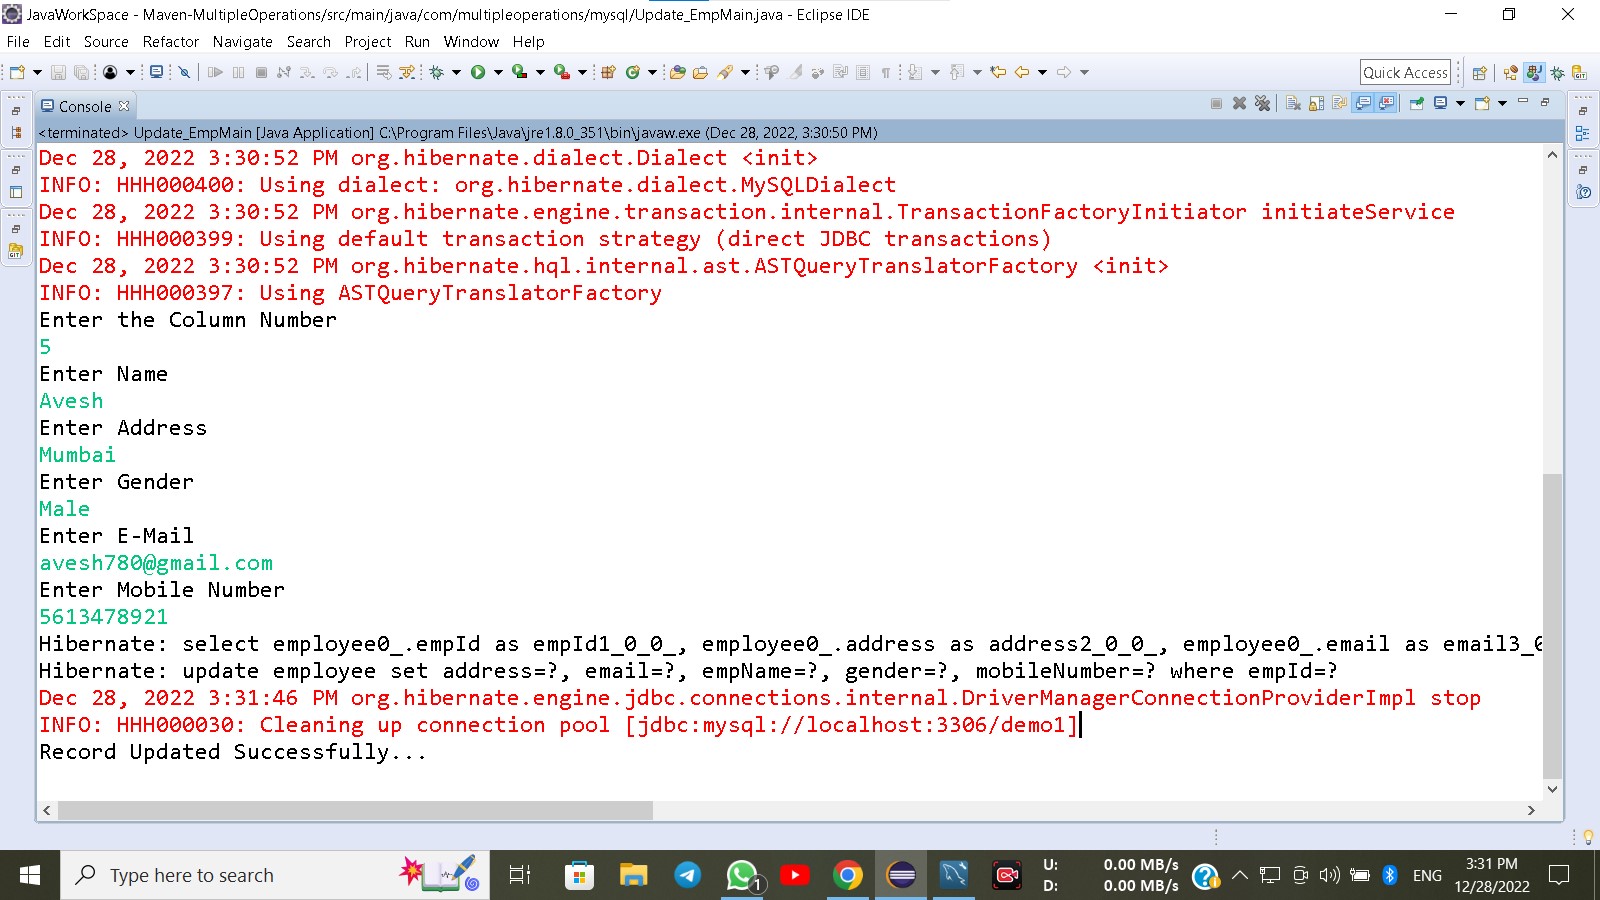 JavaWorkSpace - Maven-MultipleOperations/src/main/java/com/multipleoperations/mysql/Update_EmpMain.java - Eclipse IDE
File Edit Source Refactor Navigate Search Project Run Window Help
Quick Access
Console
<terminated> Update_EmpMain [Java Application] C:\Program Files\Java\jre1.8.0_351\bin\javaw.exe (Dec 28, 2022, 3:30:50 PM)
Dec 28, 2022 3:30:52 PM org.hibernate.dialect.Dialect <init>
INFO: HHH000400: Using dialect: org.hibernate.dialect.MySQLDialect
Dec 28, 2022 3:30:52 PM org.hibernate.engine.transaction.internal.TransactionFactoryInitiator initiateService
INFO: HHH000399: Using default transaction strategy (direct JDBC transactions)
Dec 28, 2022 3:30:52 PM org.hibernate.hql.internal.ast.ASTQueryTranslatorFactory <init>
INFO: HHH000397: Using ASTQueryTranslatorFactory
Enter the Column Number
5
Enter Name
Avesh
Enter Address
Mumbai
Enter Gender
Male
Enter E-Mail
avesh780@gmail.com
Enter Mobile Number
5613478921
Hibernate: select employee0_.empId as empId1_0_0_, employee0_.address as address2_0_0_, employee0_.email as email3_0
Hibernate: update employee set address=?, email=?, empName=?, gender=?, mobileNumber=? where empId=?
Dec 28, 2022 3:31:46 PM org.hibernate.engine.jdbc.connections.internal.DriverManagerConnectionProviderImpl stop
INFO: HHH000030: Cleaning up connection pool [jdbc:mysql://localhost:3306/demo1]
Record Updated Successfully...
Type here to search
1
U: 0.00 MB/s
D: 0.00 MB/s
ENG
3:31 PM
12/28/2022